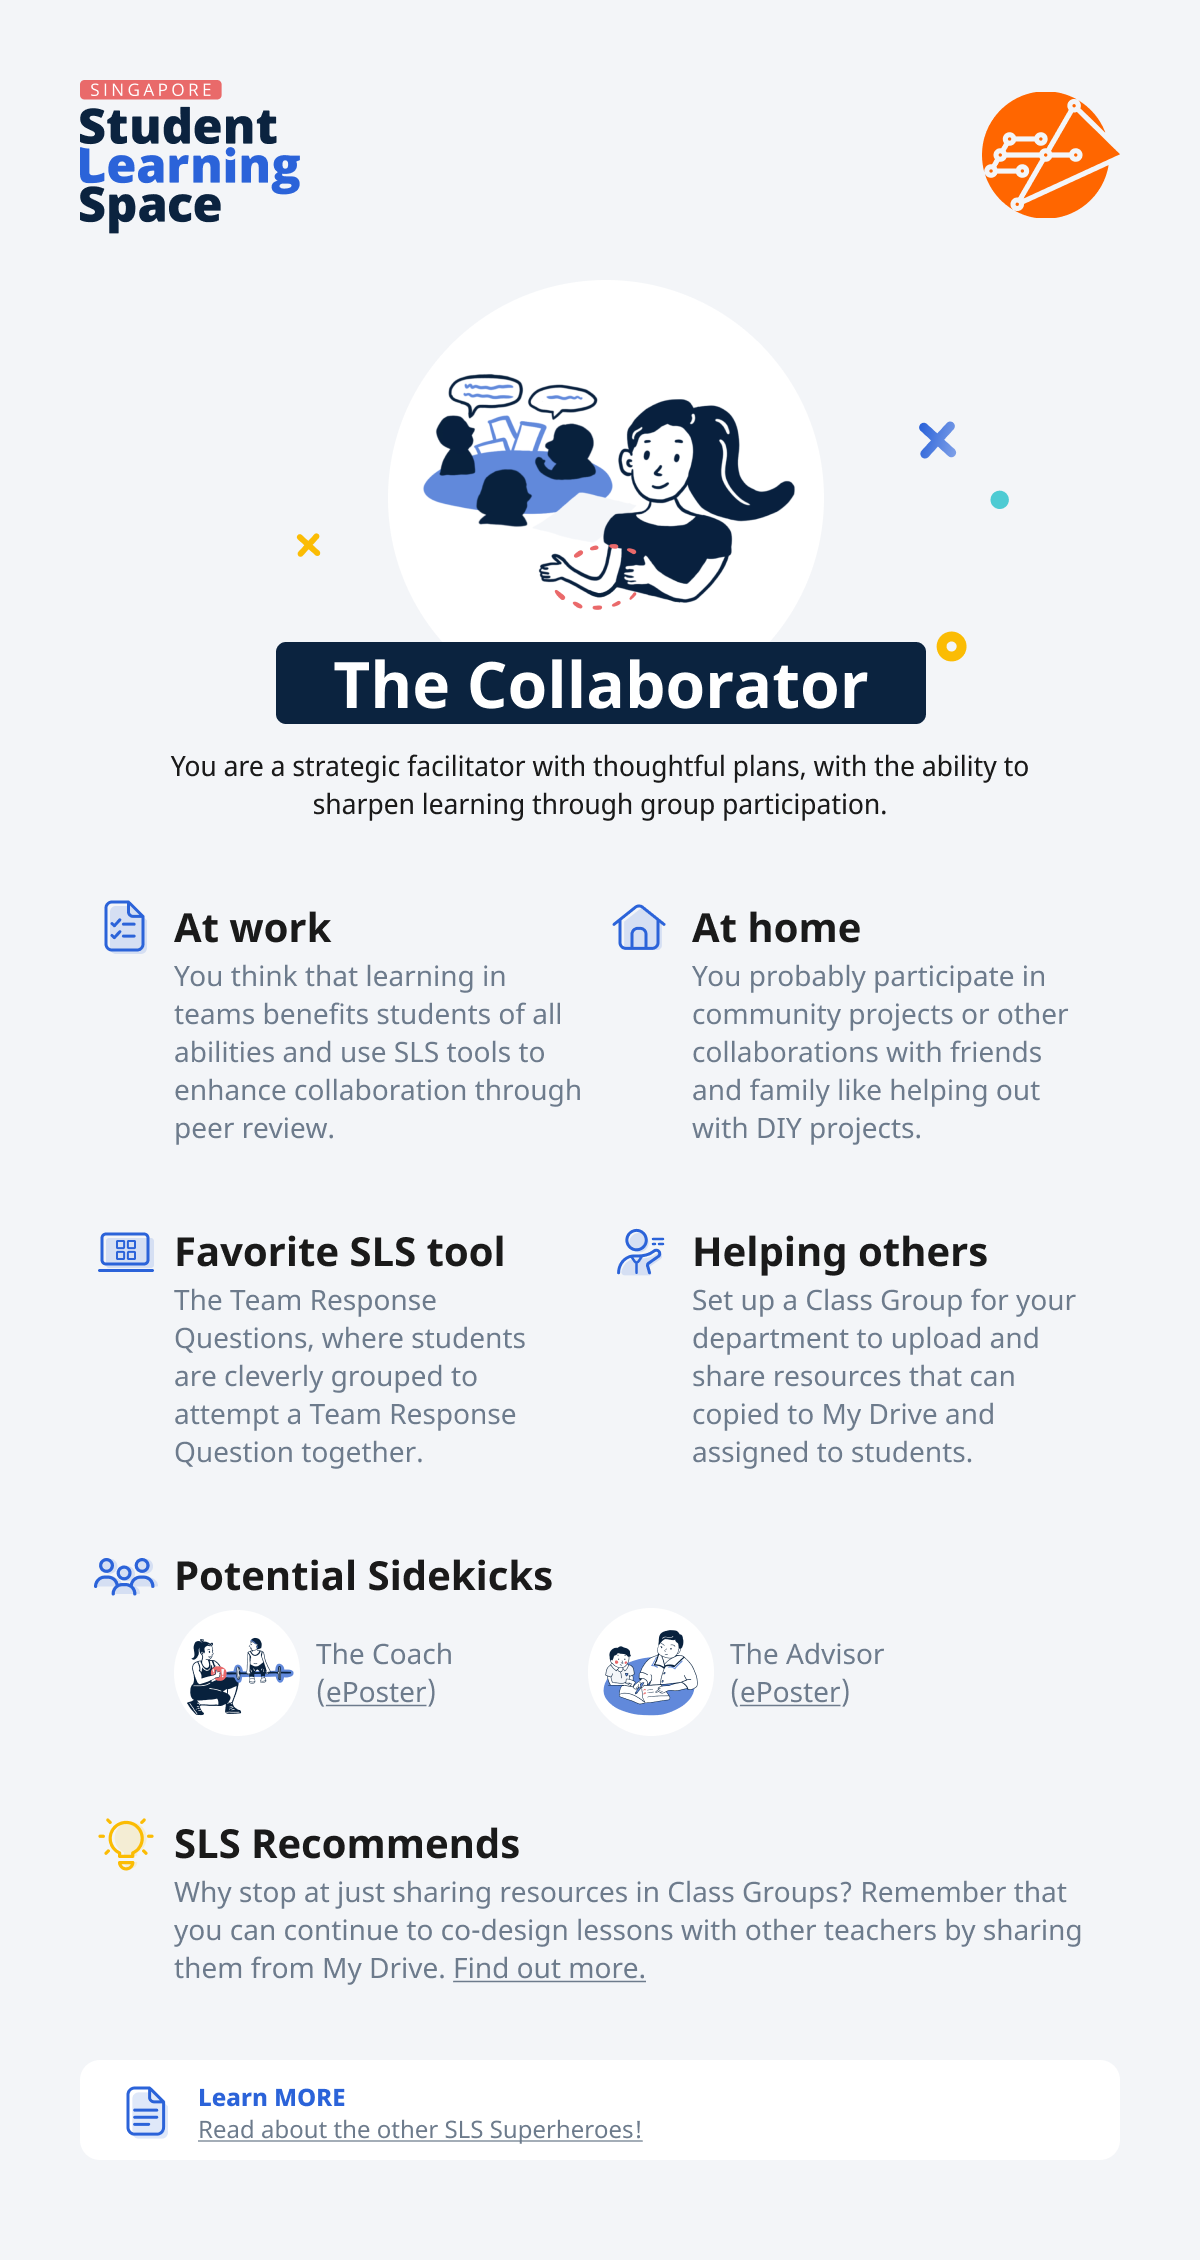 SINGAPORE
Student
Learning
Space
The Collaborator
You are a strategic facilitator with thoughtful plans, with the ability to
sharpen learning through group participation.
At work
You think that learning in
teams benefits students of all
abilities and use SLS tools to
enhance collaboration through
peer review.
At home
You probably participate in
community projects or other
collaborations with friends
and family like helping out
with DIY projects.
Favorite SLS tool
The Team Response
Questions, where students
are cleverly grouped to
attempt a Team Response
Question together.
Helping others
Set up a Class Group for your
department to upload and
share resources that can
copied to My Drive and
assigned to students.
Potential Sidekicks
The Coach
(ePoster)
The Advisor
(ePoster)
SLS Recommends
Why stop at just sharing resources in Class Groups? Remember that
you can continue to co-design lessons with other teachers by sharing
them from My Drive. Find out more.
Learn MORE
Read about the other SLS Superheroes!